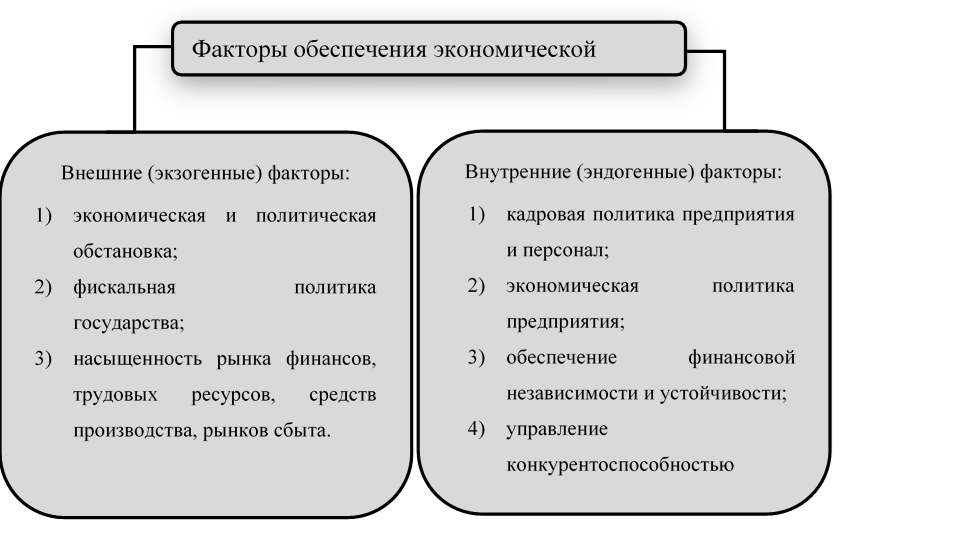 Факторы обеспечения экономической
Внешние (экзогенные) факторы:
1) экономическая и политическая
обстановка;
2) фискальная политика
государства;
3) насыщенность рынка финансов,
трудовых ресурсов, средств
производства, рынков сбыта.
Внутренние (эндогенные) факторы:
1) кадровая политика предприятия
и персонал;
2) экономическая политика
предприятия;
3) обеспечение финансовой
независимости и устойчивости;
4) управление
конкурентоспособностью